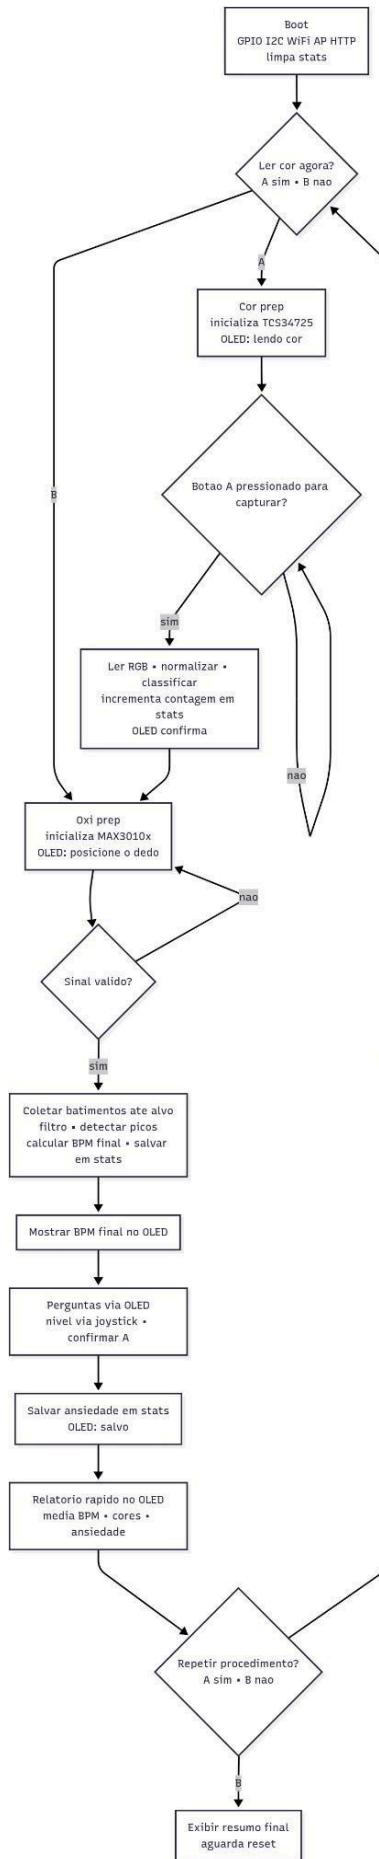 Boot
GPIO I2C WiFi AP HTTP
limpa stats
Ler cor agora?
A sim • B nao
A
Cor prep
inicializa TCS34725
OLED: lendo cor
B
Botao A pressionado para
capturar?
sim
Ler RGB • normalizar •
classificar
incrementa contagem em
stats
OLED confirma
nao
Oxi prep
inicializa MAX3010x
OLED: posicione o dedo
nao
Sinal valido?
sim
Coletar batimentos ate alvo
filtro • detectar picos
calcular BPM final • salvar
em stats
Mostrar BPM final no OLED
Perguntas via OLED
nivel via joystick •
confirmar A
Salvar ansiedade em stats
OLED: salvo
Relatorio rapido no OLED
media BPM • cores •
ansiedade
Repetir procedimento?
A sim • B nao
B
Exibir resumo final
aguarda reset